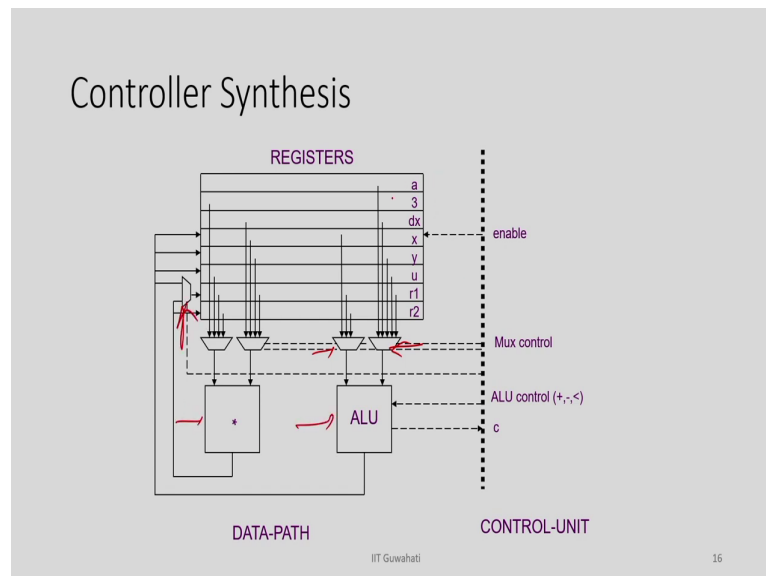 Controller Synthesis
REGISTERS
a
3
dx
x
y
u
r1
r2
enable
Mux control
ALU control (+,-,<)
c
*
ALU
DATA-PATH
CONTROL-UNIT
IIT Guwahati
16